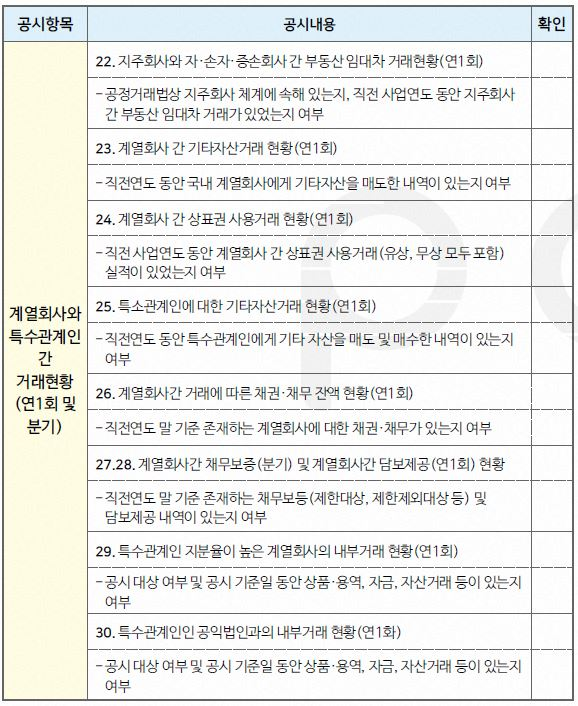 공시항목 공시내용 확인
계열회사와
특수관계인
간
거래현황
(연1회 및
분기)
22. 지주회사와 자·손자·증손회사 간 부동산 임대차 거래현황(연1회)
– 공정거래법상 지주회사 체계에 속해 있는지, 직전 사업연도 동안 지주회사
간 부동산 임대차 거래가 있었는지 여부
23. 계열회사 간 기타자산거래 현황(연1회)
– 직전연도 동안 국내 계열회사에게 기타자산을 매도한 내역이 있는지 여부
24. 계열회사 간 상표권 사용거래 현황(연1회)
– 직전 사업연도 동안 계열회사 간 상표권 사용거래(유상, 무상 모두 포함)
실적이 있었는지 여부
25. 특소관계인에 대한 기타자산거래 현황(연1회)
– 직전연도 동안 특수관계인에게 기타 자산을 매도 및 매수한 내역이 있는지
여부
26. 계열회사간 거래에 따른 채권·채무 잔액 현황(연1회)
– 직전연도 말 기준 존재하는 계열회사에 대한 채권·채무가 있는지 여부
27.28. 계열회사간 채무보증(분기) 및 계열회사간 담보제공(연1회) 현황
– 직전연도 말 기준 존재하는 채무보등(제한대상, 제한제외대상 등) 및
담보제공 내역이 있는지 여부
29. 특수관계인 지분율이 높은 계열회사의 내부거래 현황(연1회)
– 공시 대상 여부 및 공시 기준일 동안 상품·용역, 자금, 자산거래 등이 있는지
여부
30. 특수관계인인 공익법인과의 내부거래 현황(연1화)
– 공시 대상 여부 및 공시 기준일 동안 상품·용역, 자금, 자산거래 등이 있는지
여부